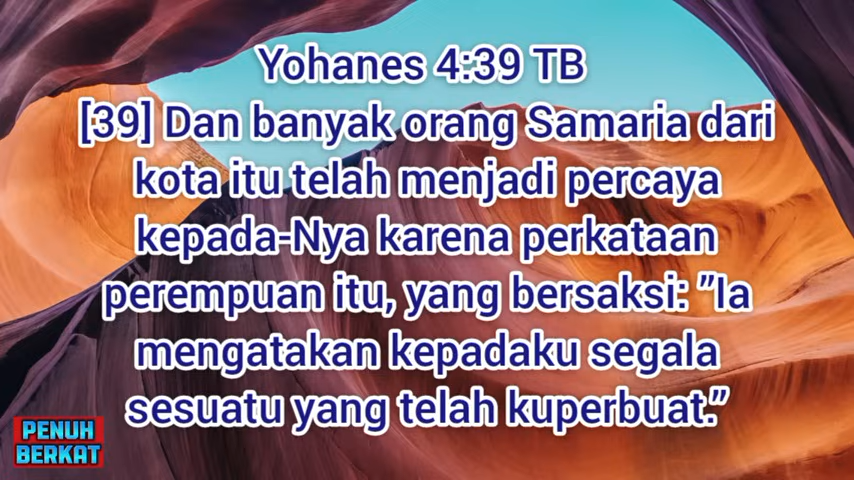 Yohanes 4:39 TB
[39] Dan banyak orang Samaria dari
kota itu telah menjadi percaya
kepada-Nya karena perkataan
perempuan itu, yang bersaksi: ”Ia
mengatakan kepadaku segala
sesuatu yang telah kuperbuat.”
PENUH
BERKAT